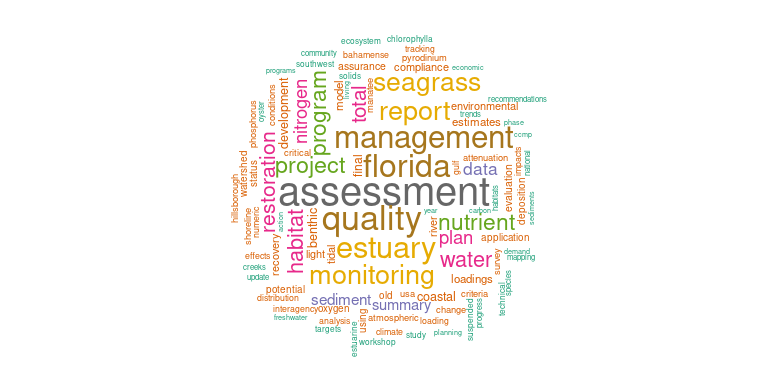 ecosystem
chlorophylla
tracking
community
bahamense
pyrodinium
southwest
assurance
compliance
economic
programs
solids
living
model
manatee
seagrass
total
nitrogen
program
development
conditions
oyster
phosphorus
report
environmental
recommendations
trends
estimates
phase
management
ccmp
restoration
critical
project
final
florida
gulf
attenuation
data
impacts
national
watershed
status
assessment
evaluation
deposition
habitats
sediments
hillsborough
shoreline
numeric
action
habitat
benthic
quality
year
carbon
river
nutrient
plan
application
light
tidal
estuary
water
demand
mapping
survey
effects
recovery
creeks
update
monitoring
loadings
species
technical
potential
distribution
sediment
old
usa
coastal
criteria
summary
interagency
oxygen
change
progress
suspended
freshwater
analysis
using
atmospheric
loading
targets
climate
study
planning
estuarine
workshop